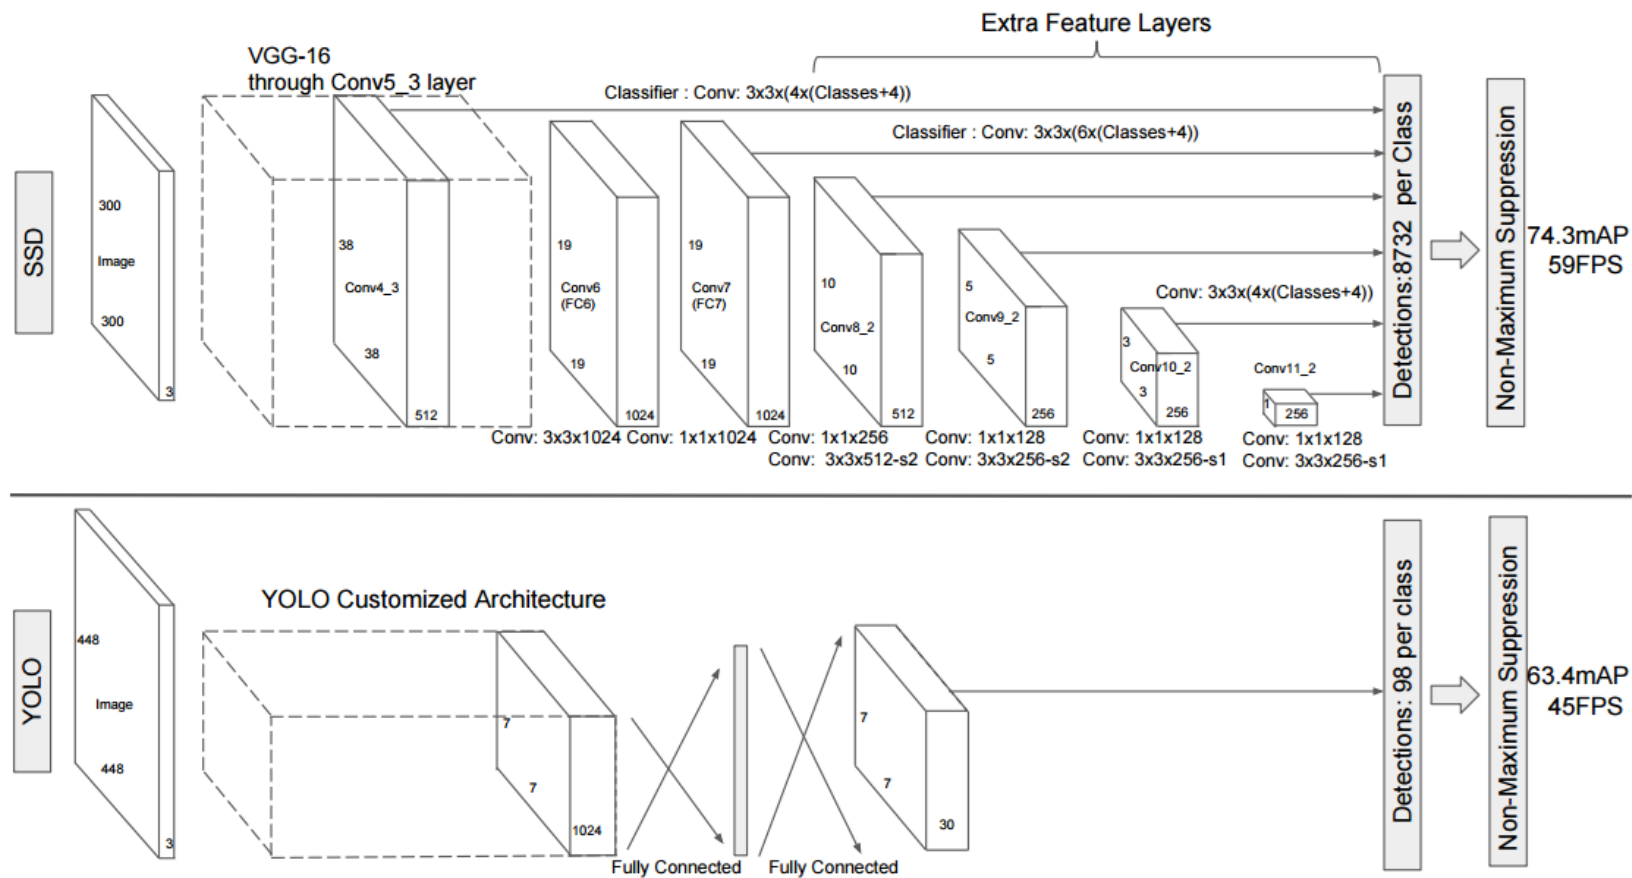 Extra Feature Layers
VGG-16
through Conv5_3 layer
Classifier : Conv: 3x3x(4x(Classes+4))
Classifier : Conv: 3x3x(6x(Classes+4))
SSD
300
Image
300
3
38
Conv4_3
38
512
19
Conv6
(FC6)
19
1024
19
Conv7
(FC7)
19
1024
10
Conv8_2
10
512
5
Conv9_2
5
256
Conv: 3x3x(4x(Classes+4))
3
Conv10_2
3
256
Conv11_2
1
256
Detections:8732 per Class
Non-Maximum Suppression
74.3mAP
59FPS
Conv: 3x3x1024
Conv: 1x1x1024
Conv: 1x1x256
Conv: 3x3x512-s2
Conv: 1x1x128
Conv: 3x3x256-s2
Conv: 1x1x128
Conv: 3x3x256-s1
Conv: 1x1x128
Conv: 3x3x256-s1
YOLO
448
Image
448
3
YOLO Customized Architecture
7
7
1024
Fully Connected
Fully Connected
7
7
30
Detections: 98 per class
Non-Maximum Suppression
63.4mAP
45FPS